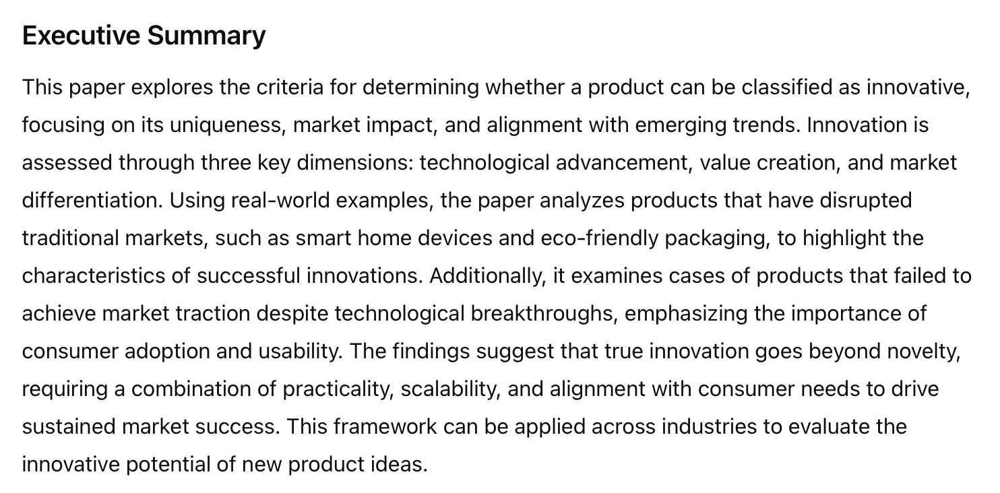 Executive Summary
This paper explores the criteria for determining whether a product can be classified as innovative,
focusing on its uniqueness, market impact, and alignment with emerging trends. Innovation is
assessed through three key dimensions: technological advancement, value creation, and market
differentiation. Using real-world examples, the paper analyzes products that have disrupted
traditional markets, such as smart home devices and eco-friendly packaging, to highlight the
characteristics of successful innovations. Additionally, it examines cases of products that failed to
achieve market traction despite technological breakthroughs, emphasizing the importance of
consumer adoption and usability. The findings suggest that true innovation goes beyond novelty,
requiring a combination of practicality, scalability, and alignment with consumer needs to drive
sustained market success. This framework can be applied across industries to evaluate the
innovative potential of new product ideas.